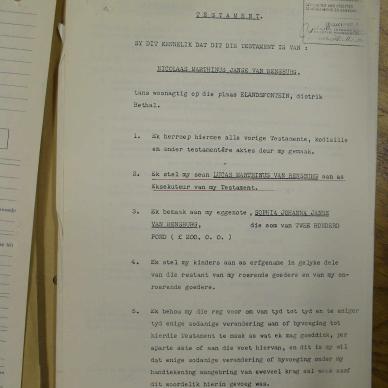 TESTAMENT.
SY DIT KENNELIK DAT DIT DIE TESTAMENT IS VAN :
NICOLAAS MARTHINUS JANSE VAN RENSBURG.
tans woonagtig op die plaas ELANDSFONTEIN, distrik
Bethal.
1. Ek herroep hiermee alle vorige Testamente, kodisille
en ander testamentêre aktes deur my gemaak.
2. Ek stel my seun LUCAS MARTHINUS VAN RENSBURG aan as
Eksekuteur van my Testament.
3. Ek bemaak aan my eggenote, SOPHIA JOHANNA JANSE
VAN RENSBURG, die som van TWEE HONDERD
POND ( £ 200. 0. 0. )
4. Ek stel my kinders aan as erfgename in gelyke dele
van die restant van my roerende goedere en van my on-
roerende goedere.
5. Ek behou my die reg voor om van tyd tot tyd en te eniger
tyd enige sodanige verandering aan of byvoeging tot
hierdie Testament te maak as wat ek mag goeddink, per
aparte akte of aan die voet hiervan, en dit is my wil
dat enige sodanige verandering of byvoeging onder my
handtekening aangebring van eweveel krag sal wees asof
dit woordelik hierin gevoeg was.